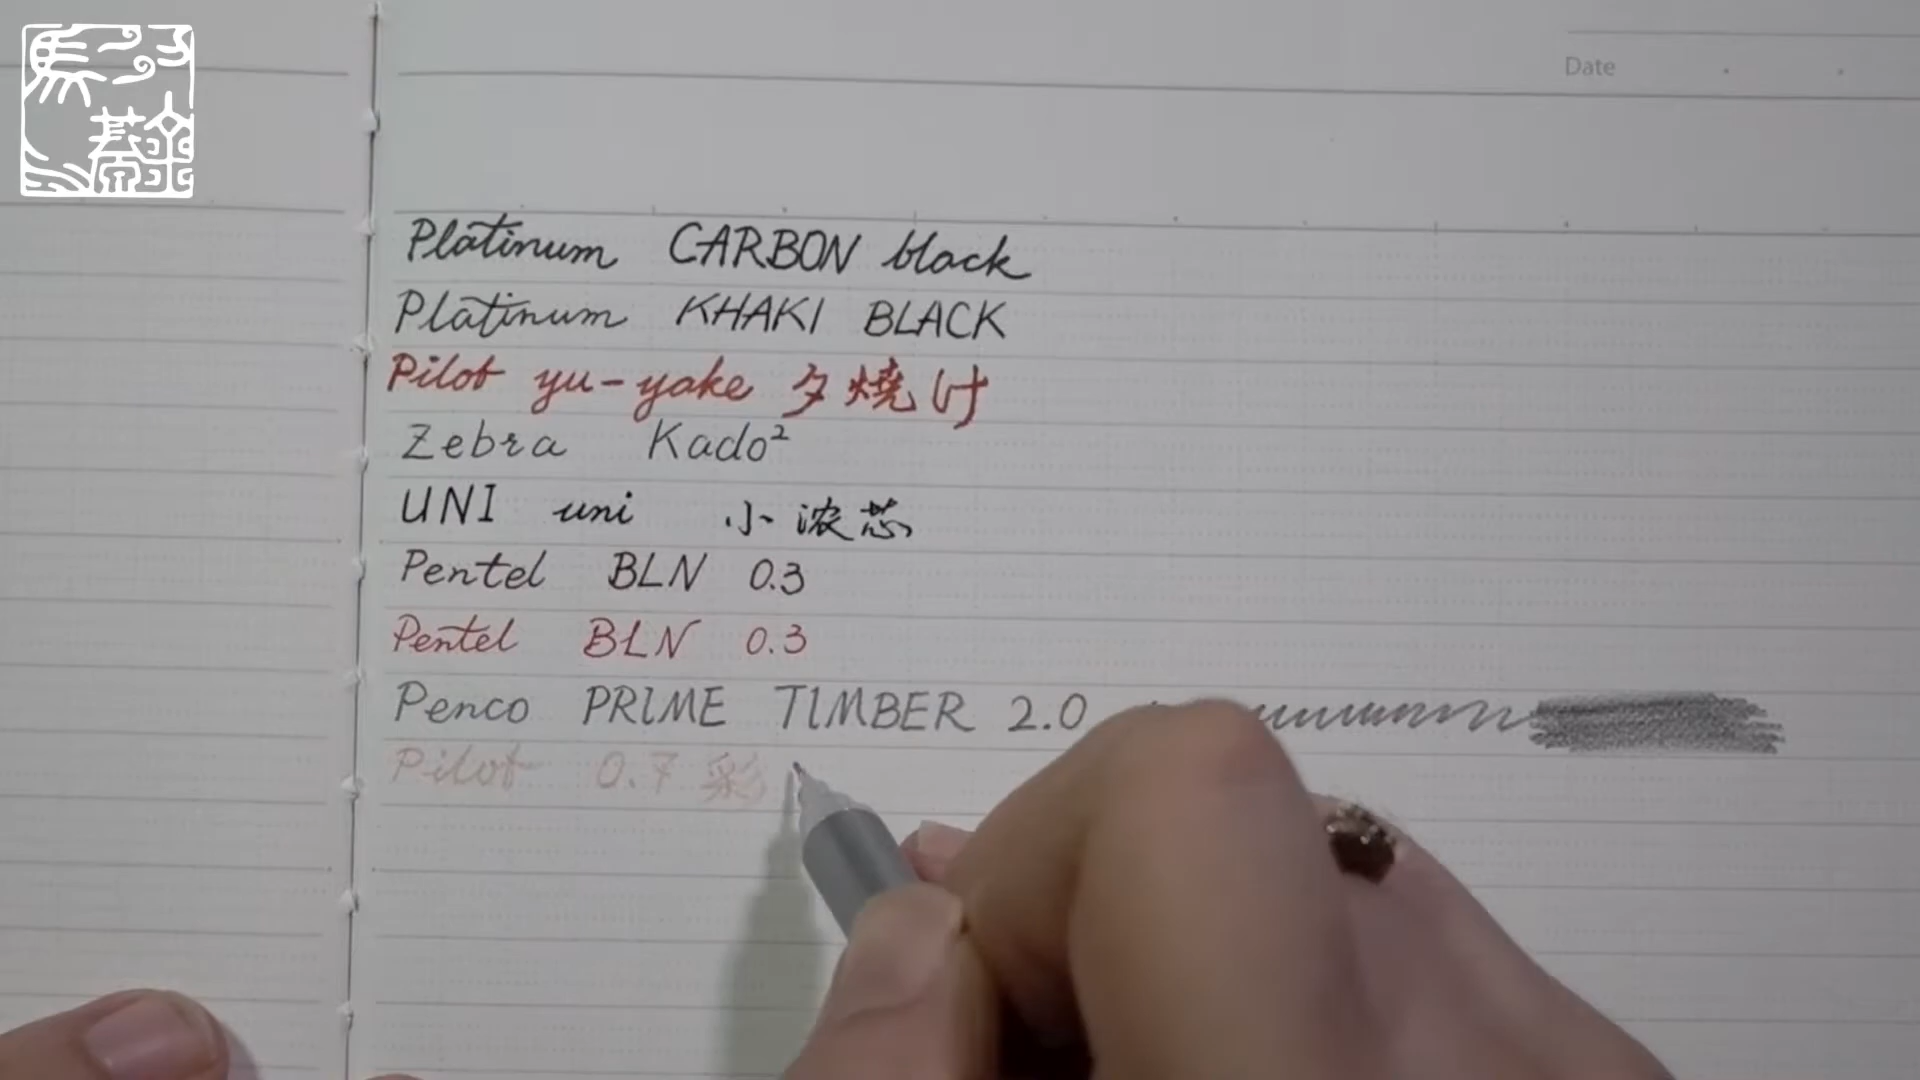 Date
Platinum CARBON black
Platinum KHAKI BLACK
Pilot yu-yake 夕焼け
Zebra Kado²
UNI uni 小浓芯
Pentel BLN 0.3
Pentel BLN 0.3
Penco PRIME TIMBER 2.0
Pilot 0.7 彩